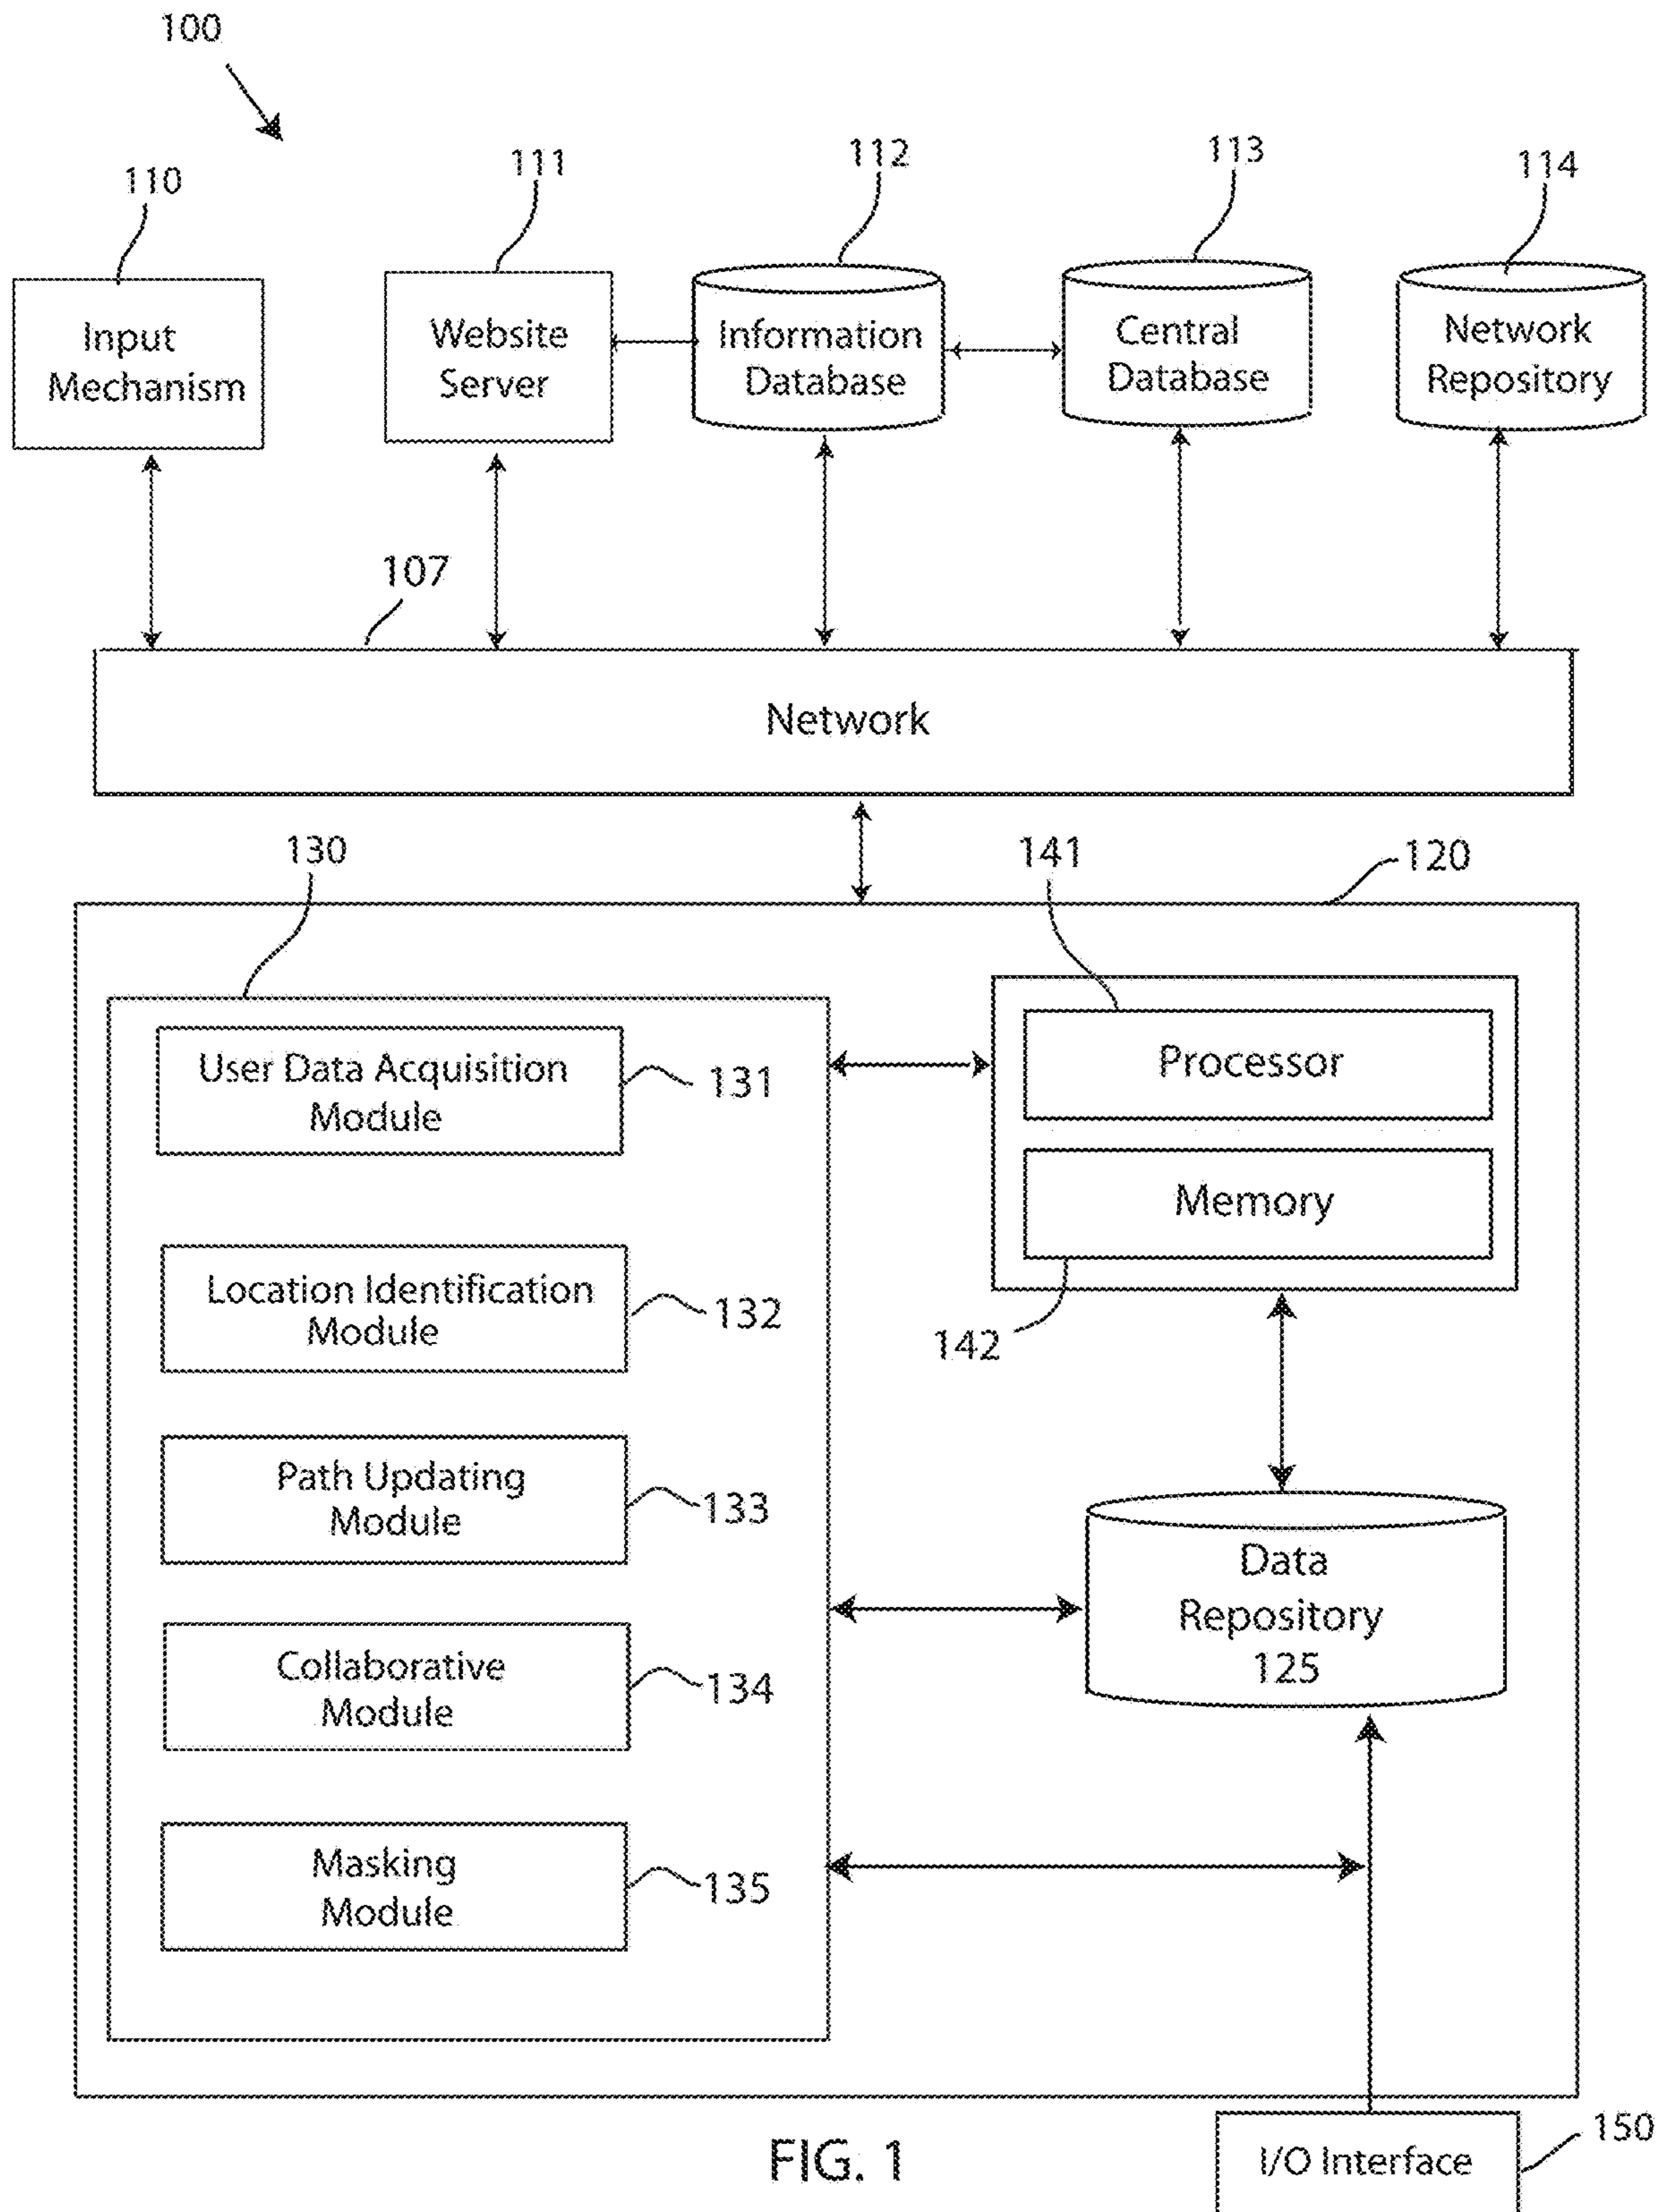 100
110
111
112
113
114
Input
Mechanism
Website
Server
Information
Database
Central
Database
Network
Repository
107
Network
130
141
120
User Data Acquisition
Module
131
Processor
Memory
142
Location Identification
Module
132
Path Updating
Module
133
Data
Repository
125
Collaborative
Module
134
Masking
Module
135
FIG. 1
I/O Interface
150